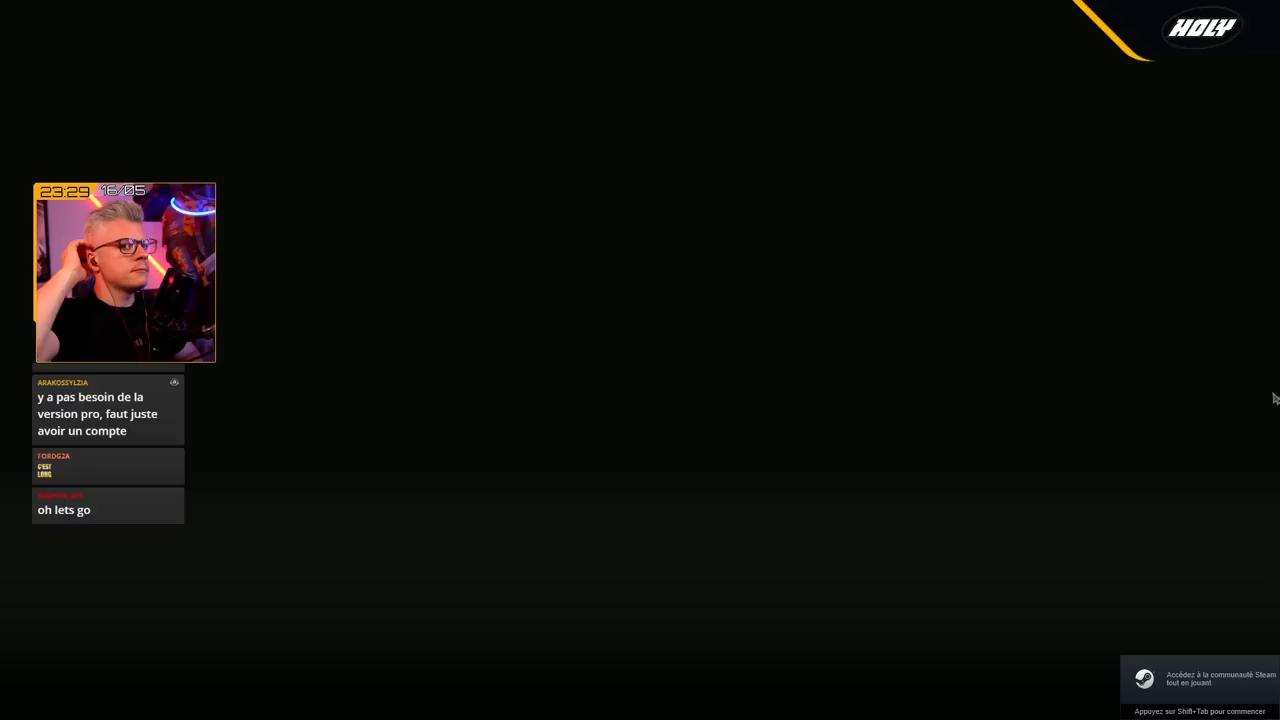 HOLY
23:29 16/05
ARAKOSSYLZIA
y a pas besoin de la
version pro, faut juste
avoir un compte
FORDG2A
C'EST
LONG
oh lets go
Accédez à la communauté Steam
tout en jouant
Appuyez sur Shift+Tab pour commencer